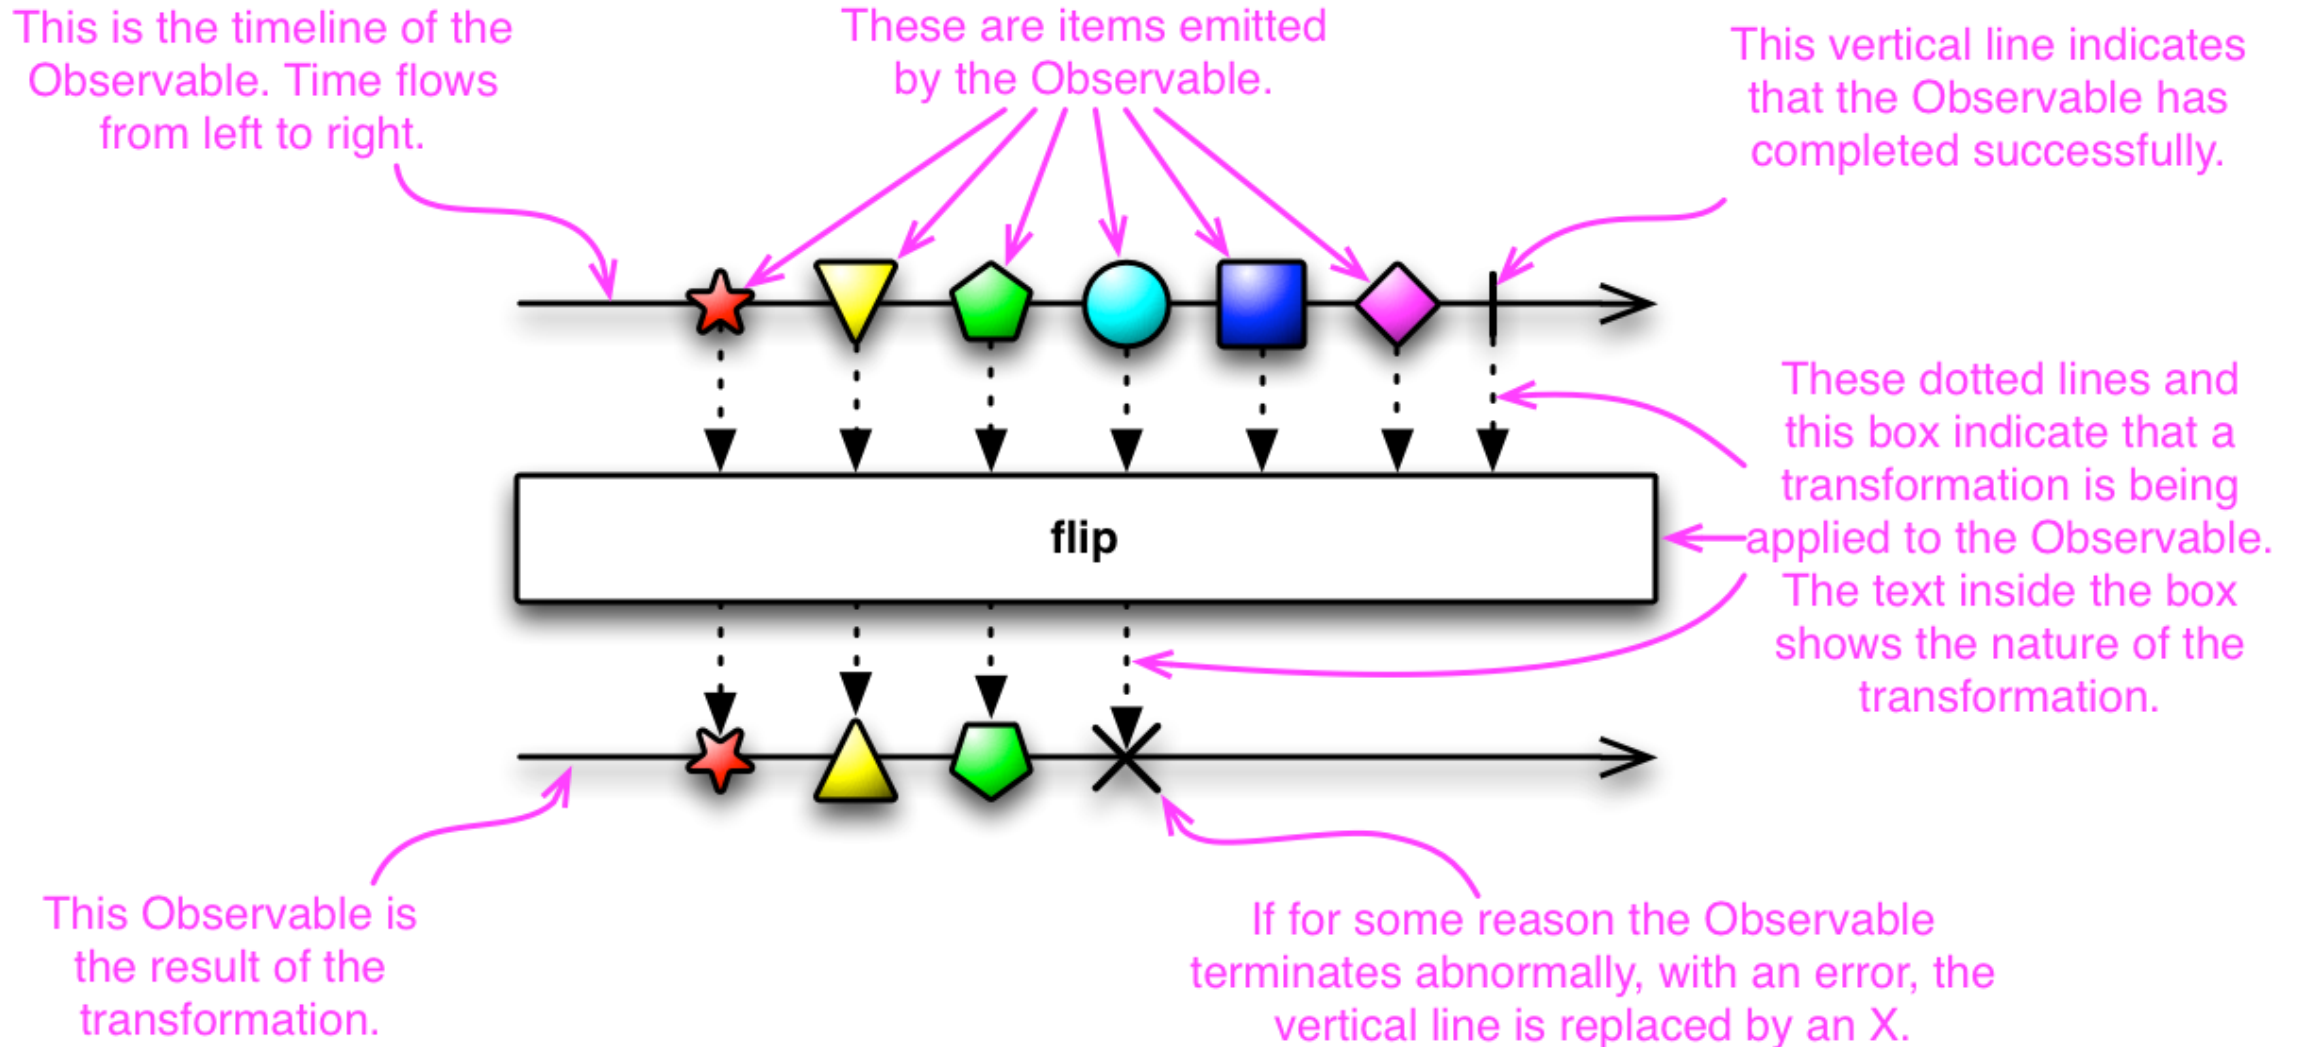 This is the timeline of the
Observable. Time flows
from left to right.
These are items emitted
by the Observable.
This vertical line indicates
that the Observable has
completed successfully.
These dotted lines and
this box indicate that a
transformation is being
applied to the Observable.
The text inside the box
shows the nature of the
transformation.
flip
This Observable is
the result of the
transformation.
If for some reason the Observable
terminates abnormally, with an error, the
vertical line is replaced by an X.